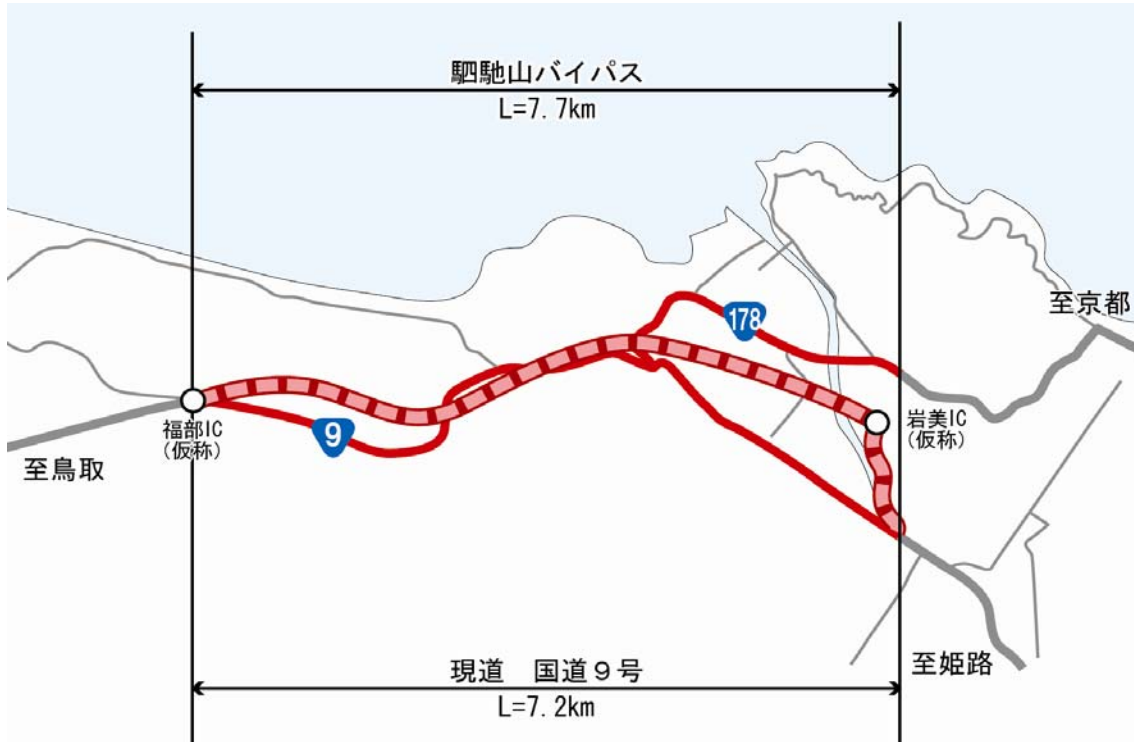 駟馳山バイパス
L=7.7km
178
至京都
福部IC
(仮称)
9
岩美IC
(仮称)
至鳥取
至姫路
現道 国道9号
L=7.2km